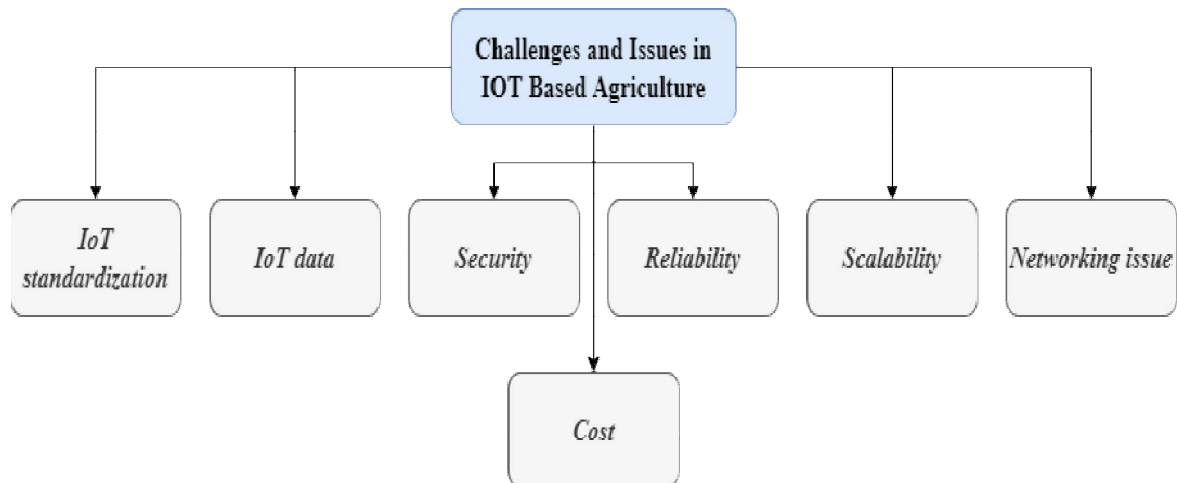 Challenges and Issues in
IOT Based Agriculture
IoT
standardization
IoT data
Security
Reliability
Scalability
Networking issue
Cost